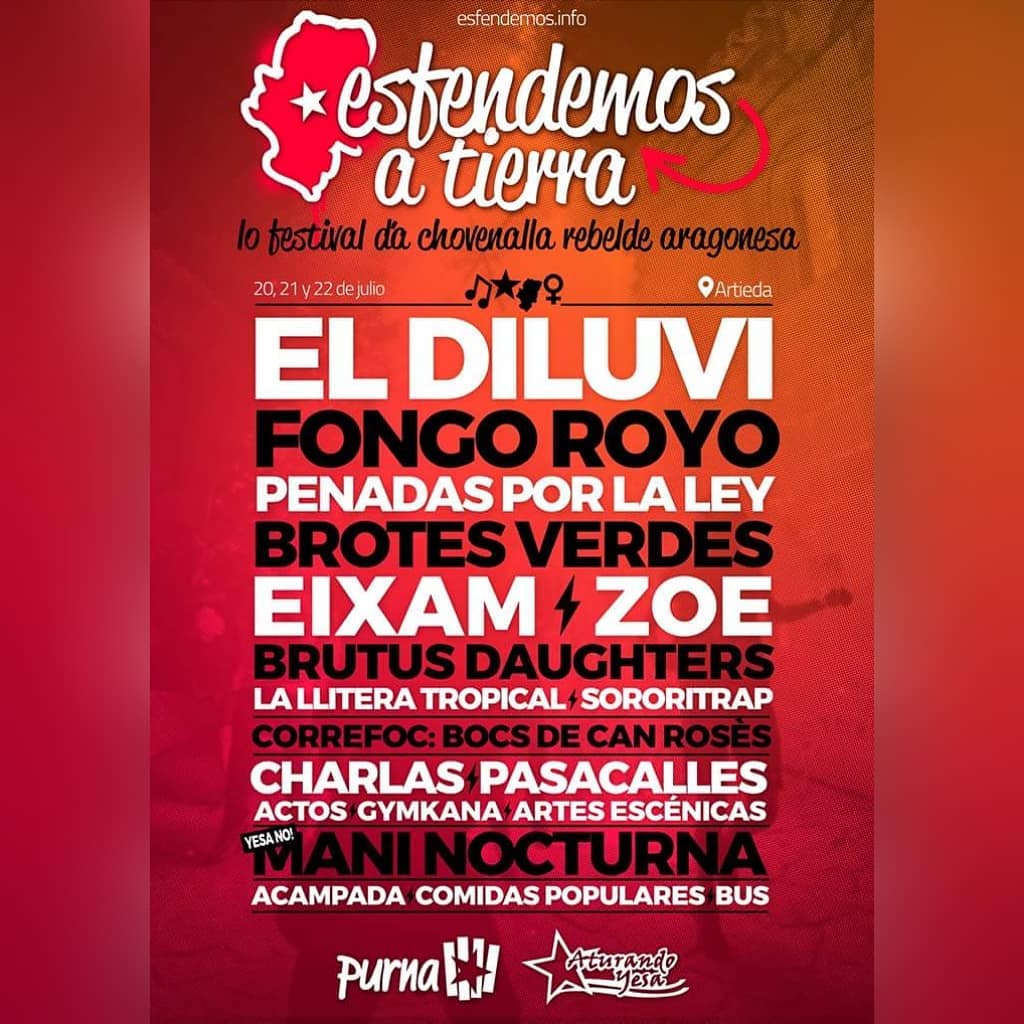 esfendemos.info
esfendemos
a tierra
lo festival d'a chovenalla rebelde aragonesa
20, 21 y 22 de julio
Artieda
EL DILUVI
FONGO ROYO
PENADAS POR LA LEY
BROTES VERDES
EIXAM ZOE
BRUTUS DAUGHTERS
LA LLITERA TROPICAL SORORITRAP
CORREFOC: BOCS DE CAN ROSÈS
CHARLAS PASACALLES
ACTOS GYMKANA ARTES ESCÉNICAS
YESA NO!
MANI NOCTURNA
ACAMPADA COMIDAS POPULARES BUS
purna
Aturando
Yesa